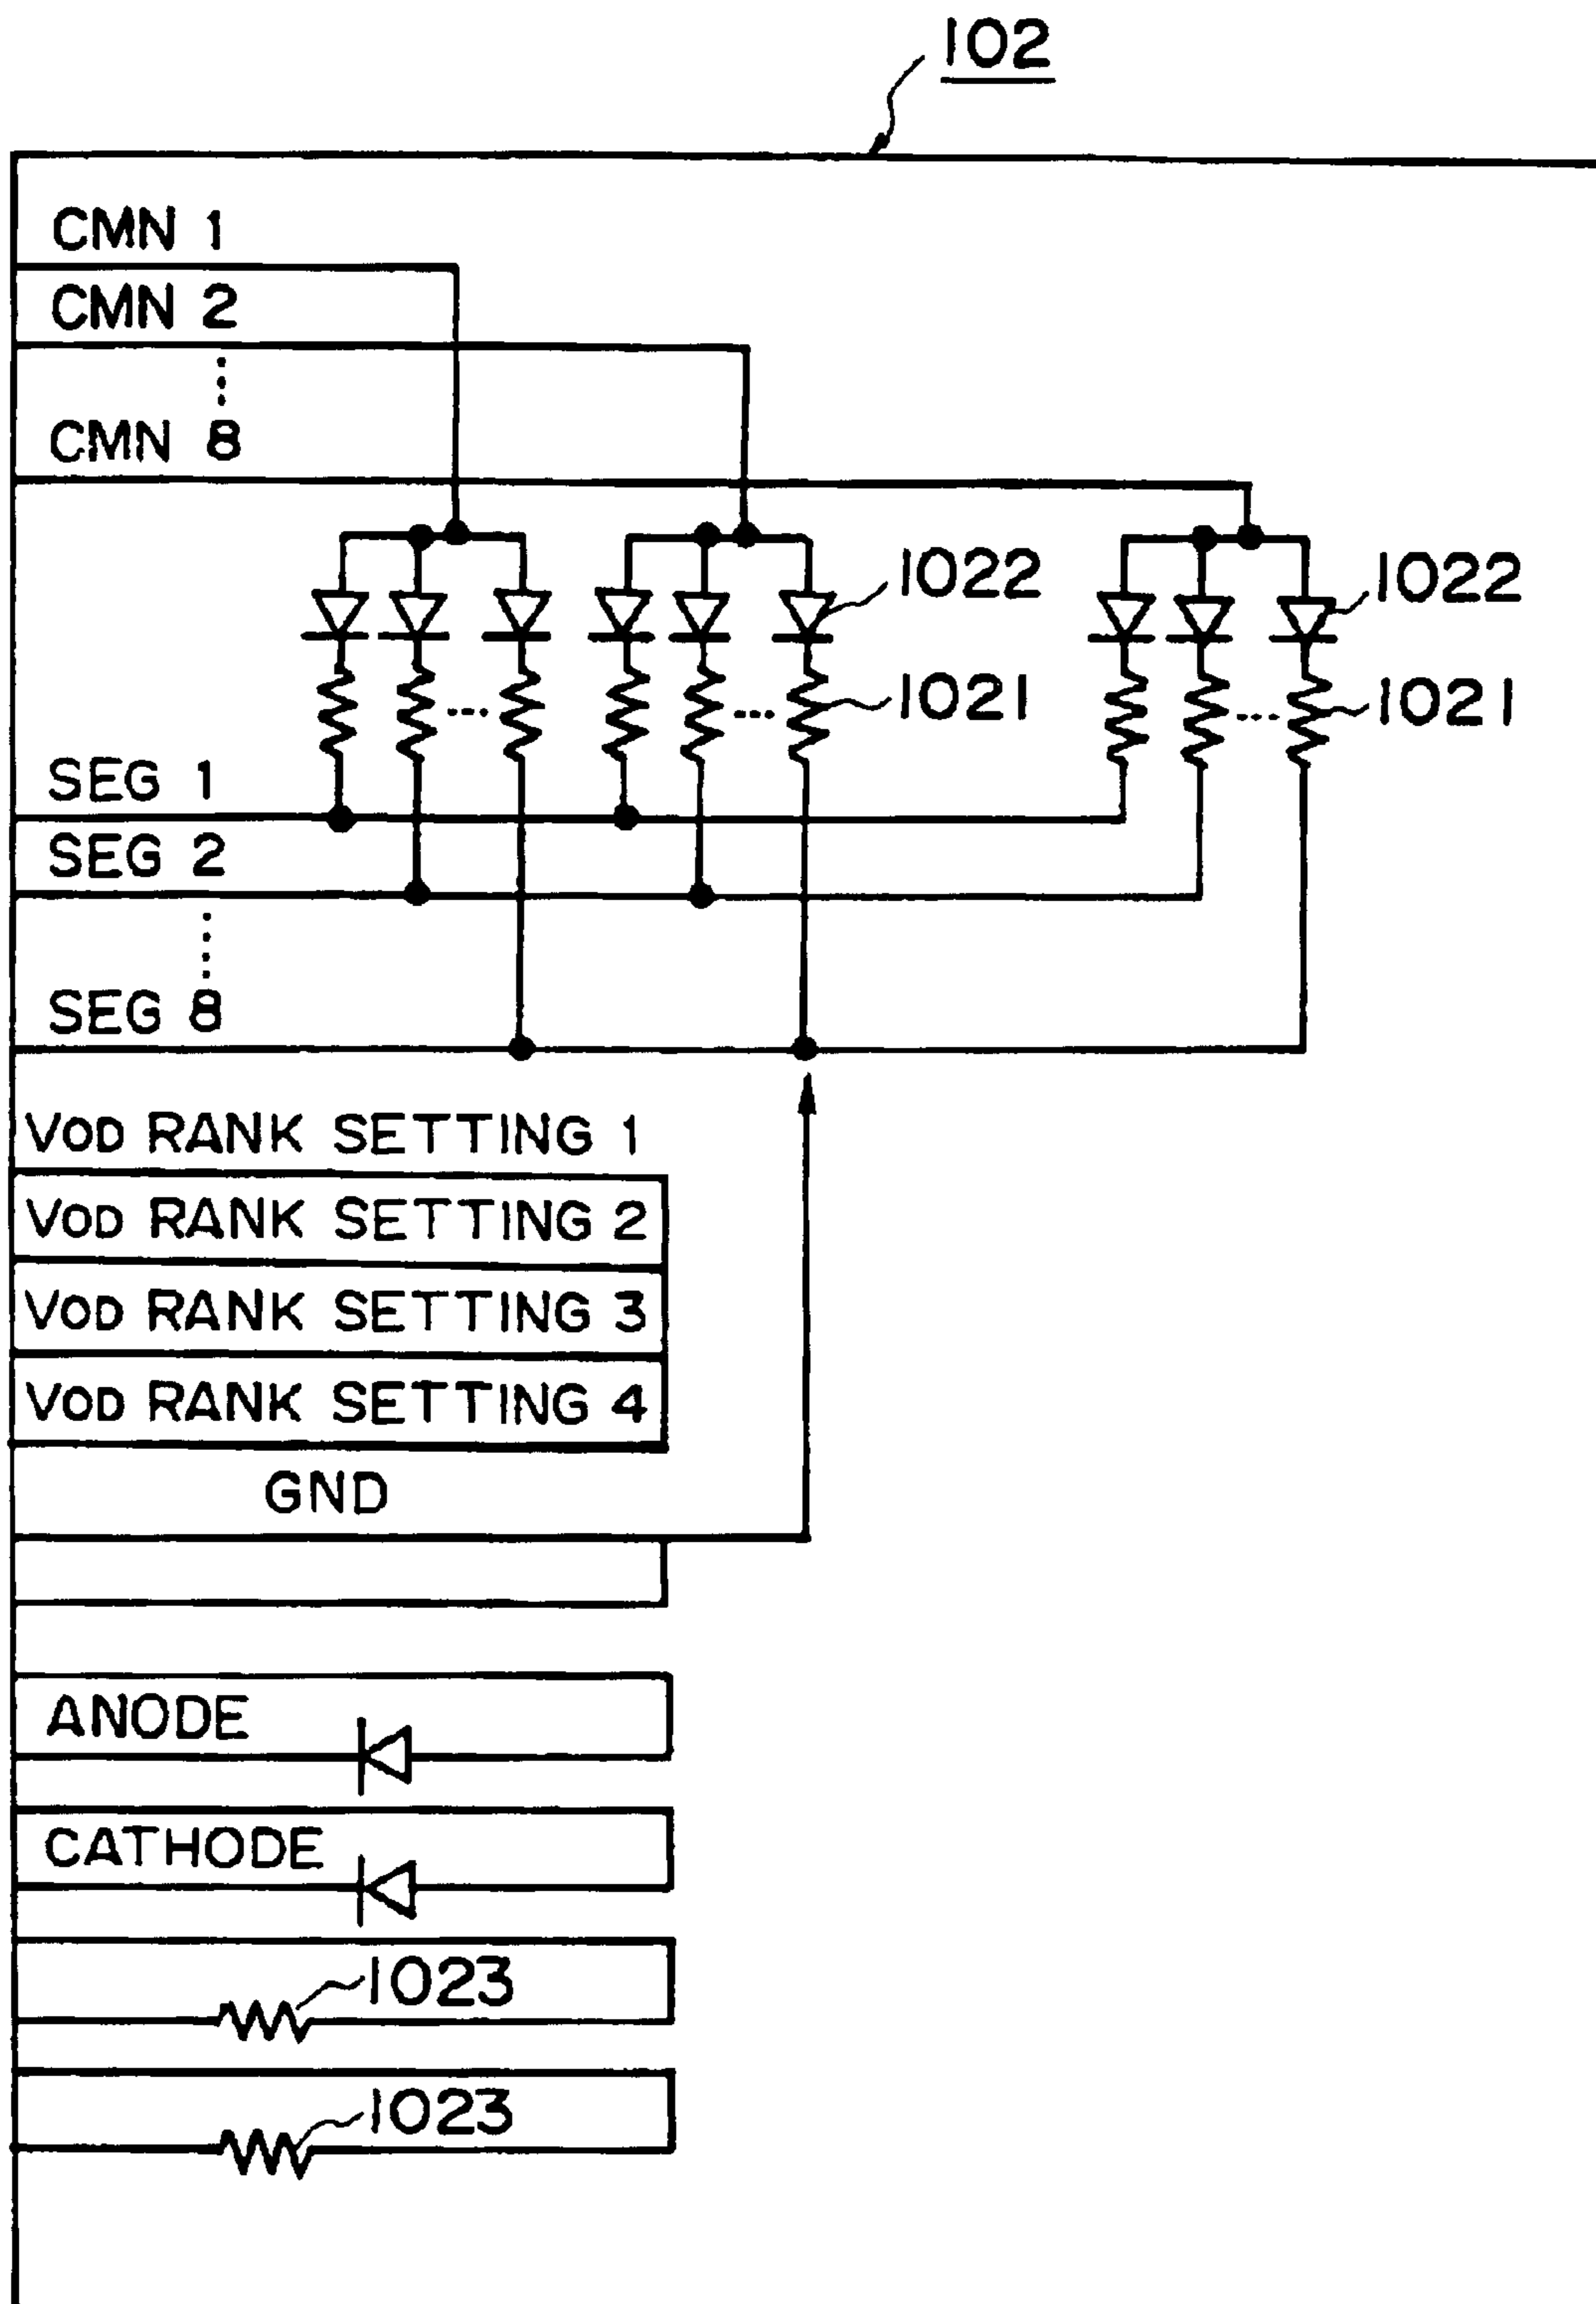 102
CMN 1
CMN 2
CMN 8
1022
1022
1021
1021
SEG 1
SEG 2
SEG 8
VOD RANK SETTING 1
VOD RANK SETTING 2
VOD RANK SETTING 3
VOD RANK SETTING 4
GND
ANODE
CATHODE
1023
1023